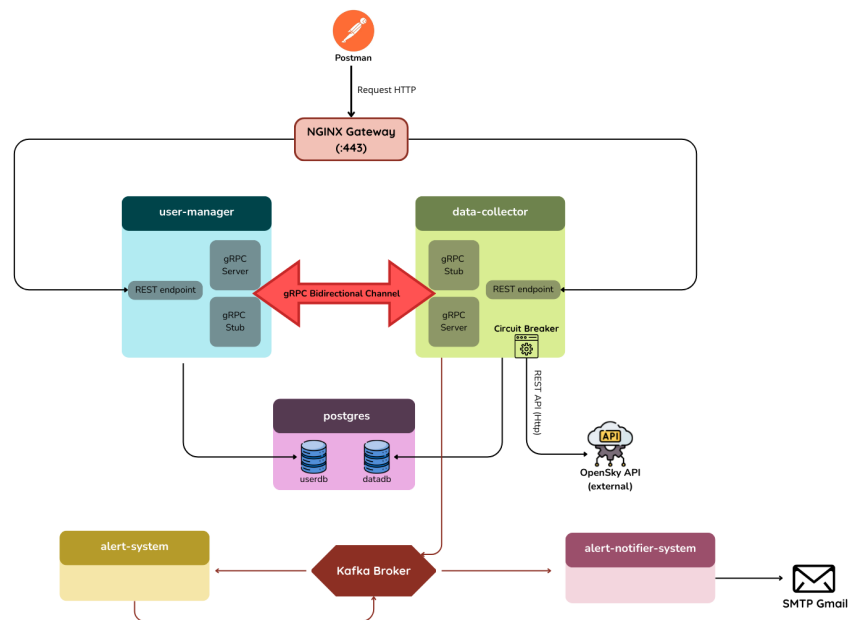 Postman
Request HTTP
NGINX Gateway
(:443)
user-manager
data-collector
gRPC
Server
gRPC
Stub
REST endpoint
REST endpoint
gRPC Bidirectional Channel
gRPC
Stub
gRPC
Server
Circuit Breaker
REST API (Http)
postgres
API
userdb
datadb
OpenSky API
(external)
alert-system
Kafka Broker
alert-notifier-system
SMTP Gmail